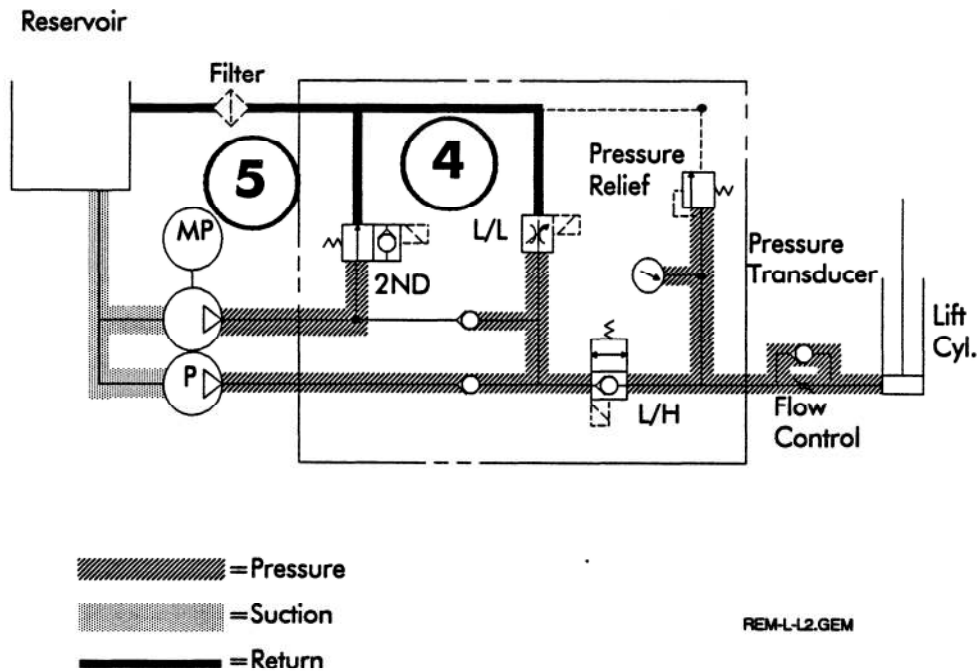 Reservoir
Filter
4
5
Pressure
Relief
MP
L/L
Pressure
Transducer
2ND
Lift
Cyl.
P
L/H
Flow
Control
=Pressure
=Suction
REM-L-L2.GEM
=Return